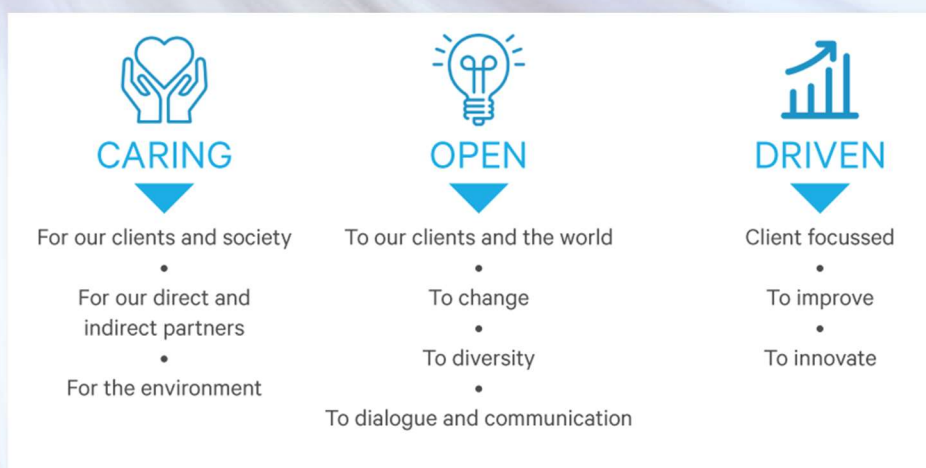 CARING
For our clients and society
•
For our direct and
indirect partners
•
For the environment
OPEN
To our clients and the world
•
To change
•
To diversity
•
To dialogue and communication
DRIVEN
Client focussed
•
To improve
•
To innovate